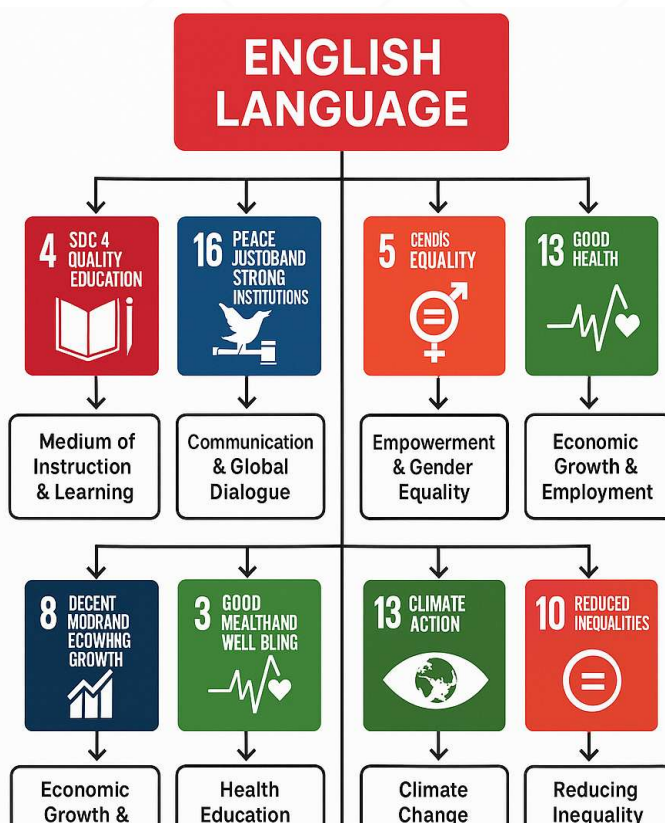 ENGLISH
LANGUAGE
4 SDC 4
QUALITY
EDUCATION
16 PEACE
JUSTOBAND
STRONG
INSTITUTIONS
5 CENDİS
EQUALITY
13 GOOD
HEALTH
Medium of
Instruction
& Learning
Communication
& Global
Dialogue
Empowerment
& Gender
Equality
Economic
Growth &
Employment
8 DECENT
MODRAND
ECOWHNG
GROWTH
3 GOOD
MEALTHAND
WELL BLING
13 CLIMATE
ACTION
10 REDUCED
INEQUALITIES
Economic
Growth &
Health
Education
Climate
Change
Reducing
Inequality